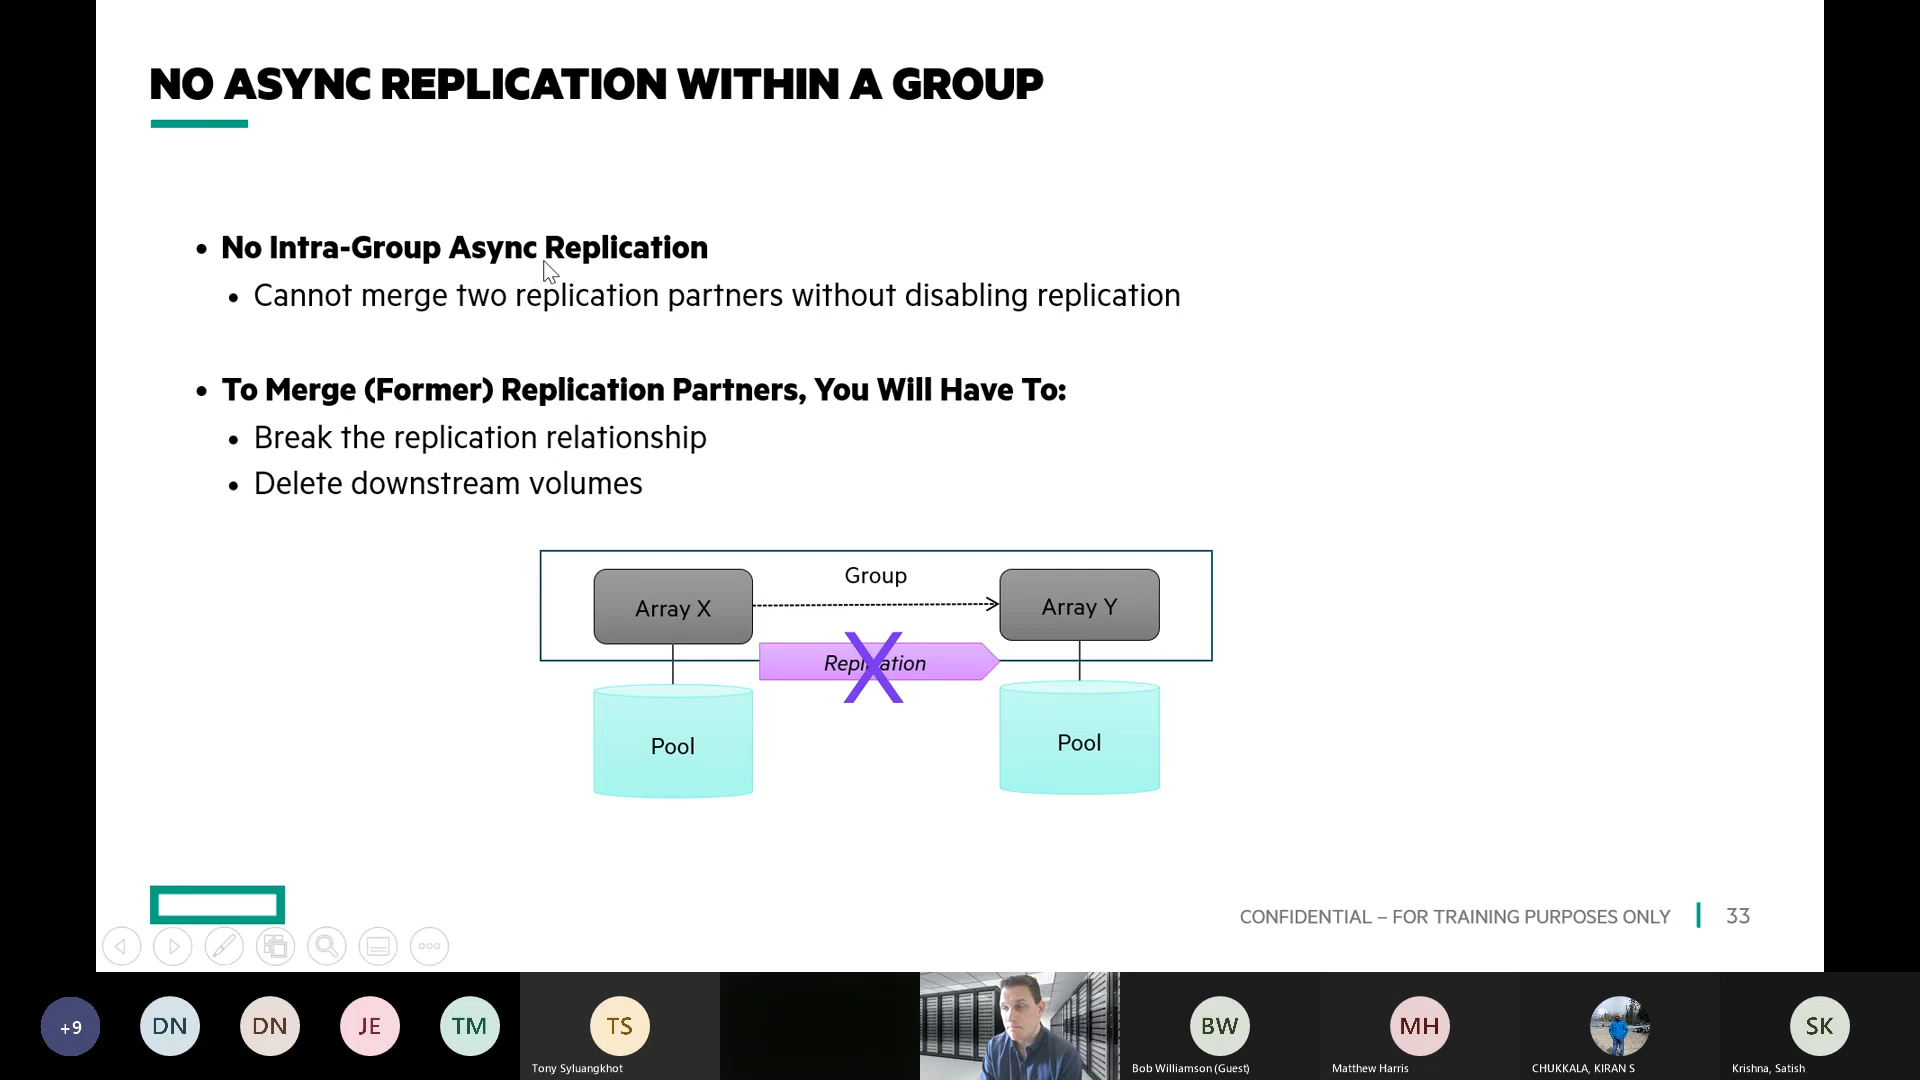 NO ASYNC REPLICATION WITHIN A GROUP
• No Intra-Group Async Replication
• Cannot merge two replication partners without disabling replication
• To Merge (Former) Replication Partners, You Will Have To:
• Break the replication relationship
• Delete downstream volumes
Group
Array X
Array Y
Replication
X
Pool
Pool
CONFIDENTIAL – FOR TRAINING PURPOSES ONLY
33
+9
DN
DN
JE
TM
TS
BW
MH
SK
Tony Syluangkhot
Bob Williamson (Guest)
Matthew Harris
CHUKKALA, KIRAN S
Krishna, Satish